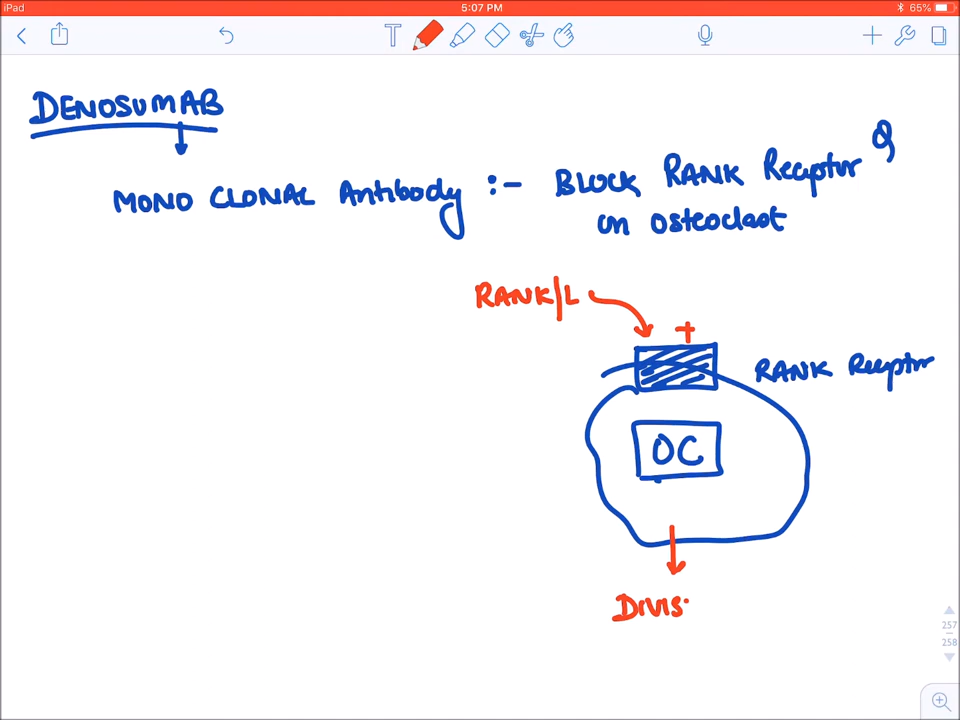 iPad
5:07 PM
65%
T
DENOSUMAB
MONO CLONAL Antibody :- BLOCK RANK Receptor
on osteoclast
RANK/L
+
RANK Receptor
OC
DIVIS
257
258